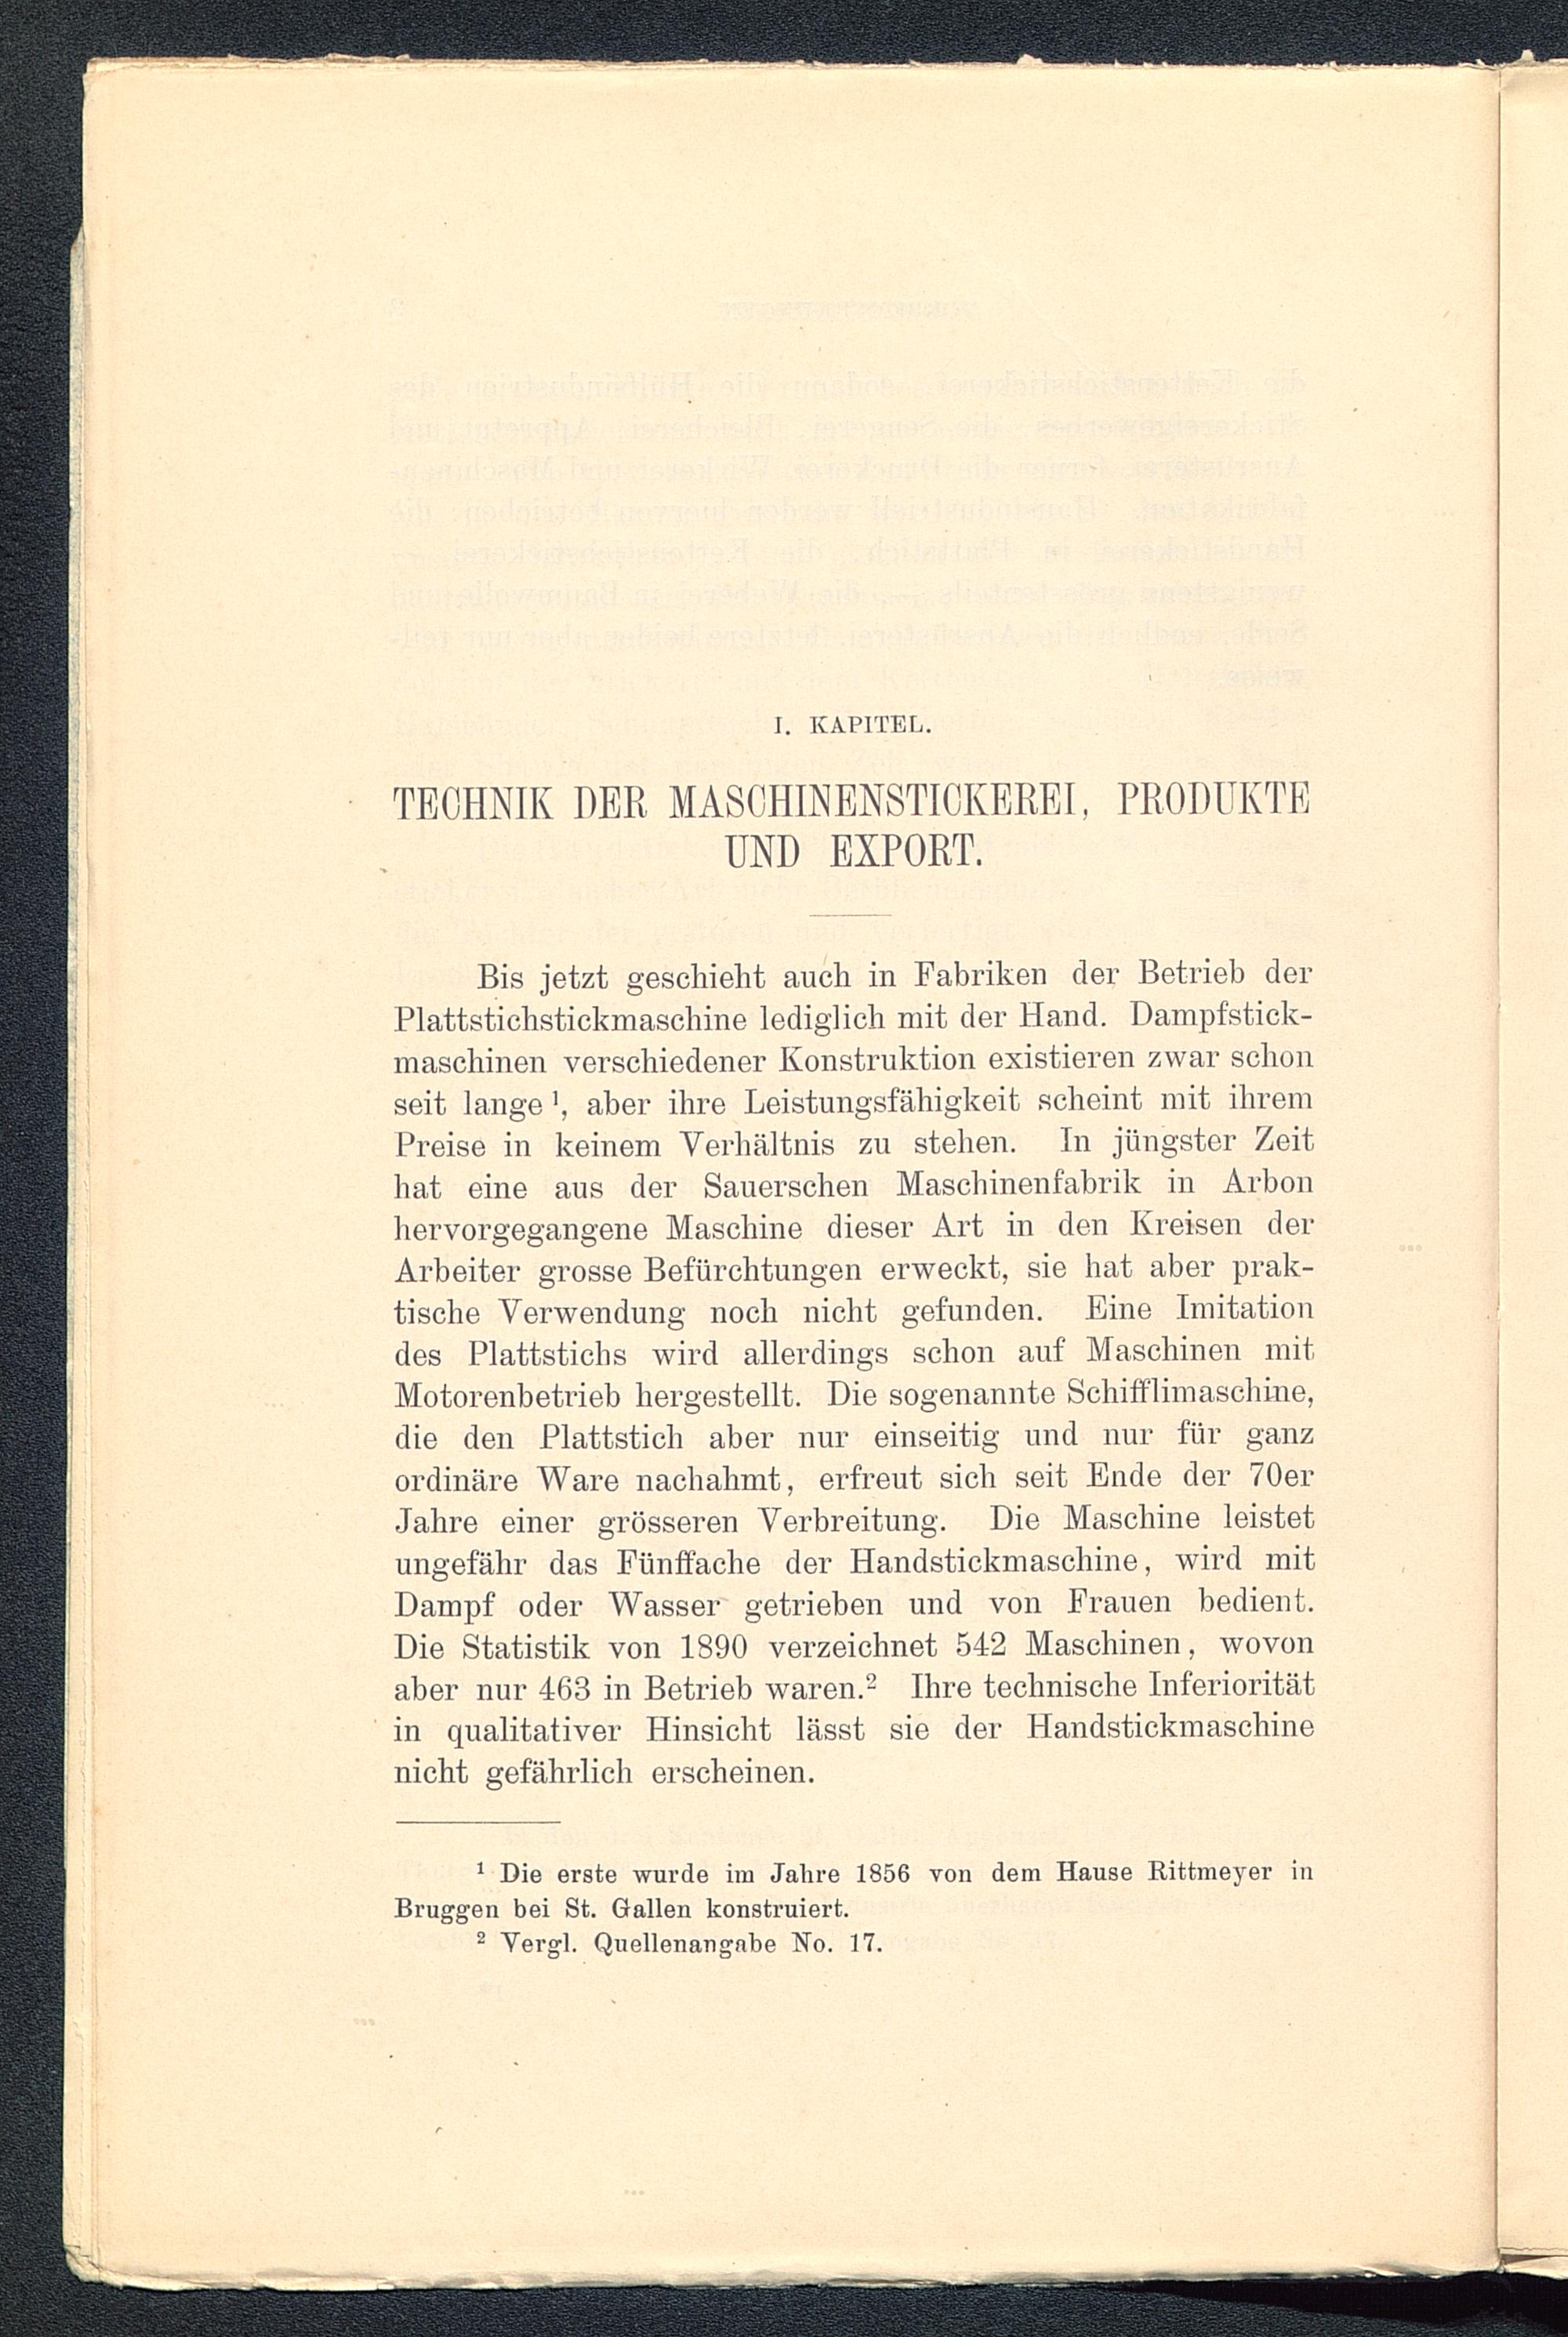 I. KAPITEL.
TECHNIK DER MASCHINENSTICKEREI, PRODUKTE
UND EXPORT.
Bis jetzt geschieht auch in Fabriken der Betrieb der
Plattstichstickmaschine lediglich mit der Hand. Dampfstick-
maschinen verschiedener Konstruktion existieren zwar schon
seit lange ¹, aber ihre Leistungsfähigkeit scheint mit ihrem
Preise in keinem Verhältnis zu stehen. In jüngster Zeit
hat eine aus der Sauerschen Maschinenfabrik in Arbon
hervorgegangene Maschine dieser Art in den Kreisen der
Arbeiter grosse Befürchtungen erweckt, sie hat aber prak-
tische Verwendung noch nicht gefunden. Eine Imitation
des Plattstichs wird allerdings schon auf Maschinen mit
Motorenbetrieb hergestellt. Die sogenannte Schifflimaschine,
die den Plattstich aber nur einseitig und nur für ganz
ordinäre Ware nachahmt, erfreut sich seit Ende der 70er
Jahre einer grösseren Verbreitung. Die Maschine leistet
ungefähr das Fünffache der Handstickmaschine, wird mit
Dampf oder Wasser getrieben und von Frauen bedient.
Die Statistik von 1890 verzeichnet 542 Maschinen, wovon
aber nur 463 in Betrieb waren.² Ihre technische Inferiorität
in qualitativer Hinsicht lässt sie der Handstickmaschine
nicht gefährlich erscheinen.
¹ Die erste wurde im Jahre 1856 von dem Hause Rittmeyer in
Bruggen bei St. Gallen konstruiert.
² Vergl. Quellenangabe No. 17.